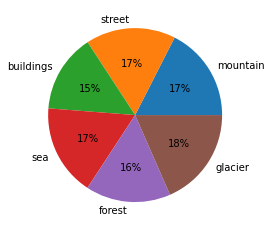 street
17%
mountain
17%
buildings
15%
sea
17%
forest
16%
glacier
18%